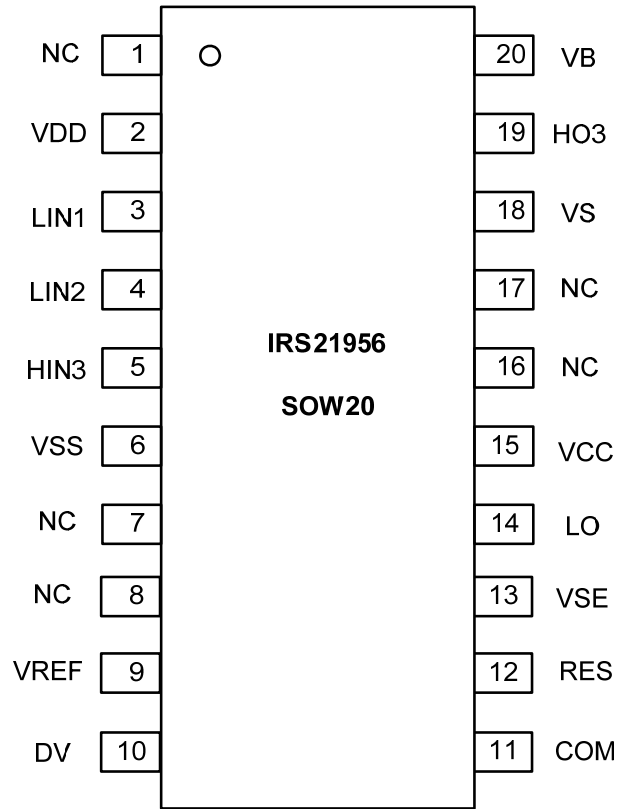 NC 1 20 VB
VDD 2 19 HO3
LIN1 3 18 VS
LIN2 4 17 NC
IRS21956
HIN3 5 16 NC
SOW20
VSS 6 15 VCC
NC 7 14 LO
NC 8 13 VSE
VREF 9 12 RES
DV 10 11 COM